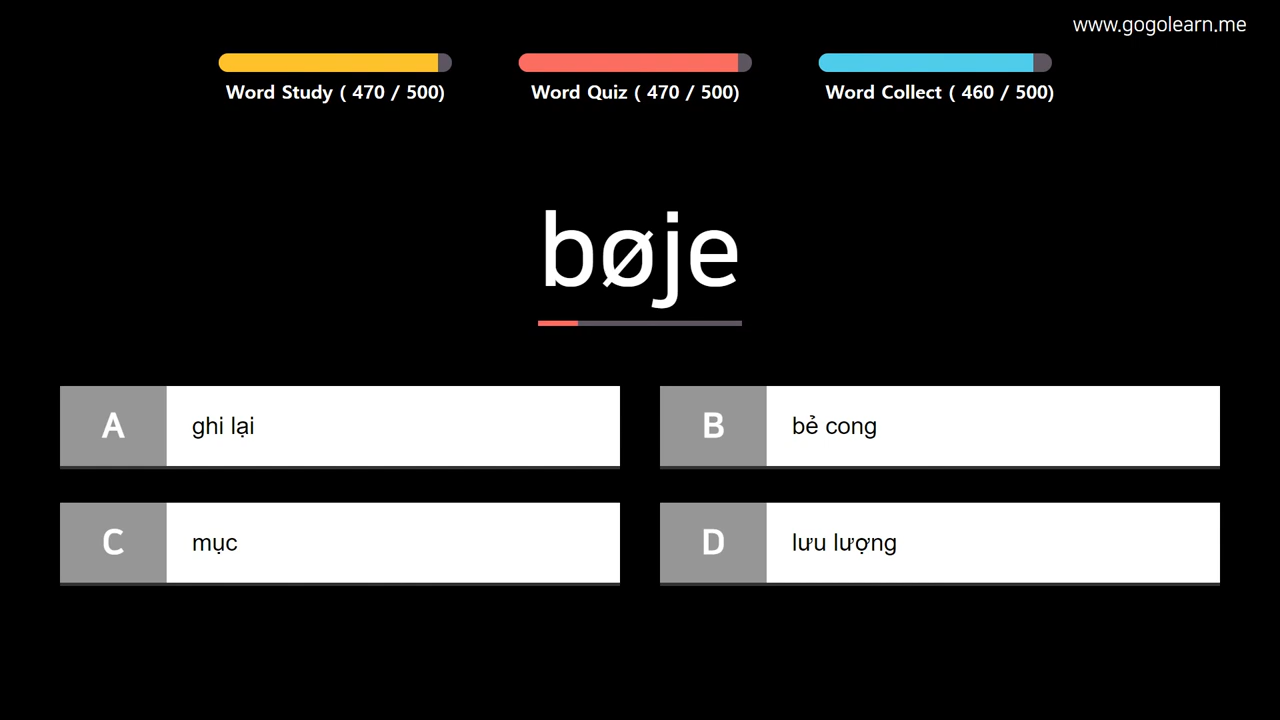 www.gogolearn.me
Word Study ( 470 / 500)
Word Quiz ( 470 / 500)
Word Collect ( 460 / 500)
bøje
A ghi lại
B bẻ cong
C mục
D lưu lượng